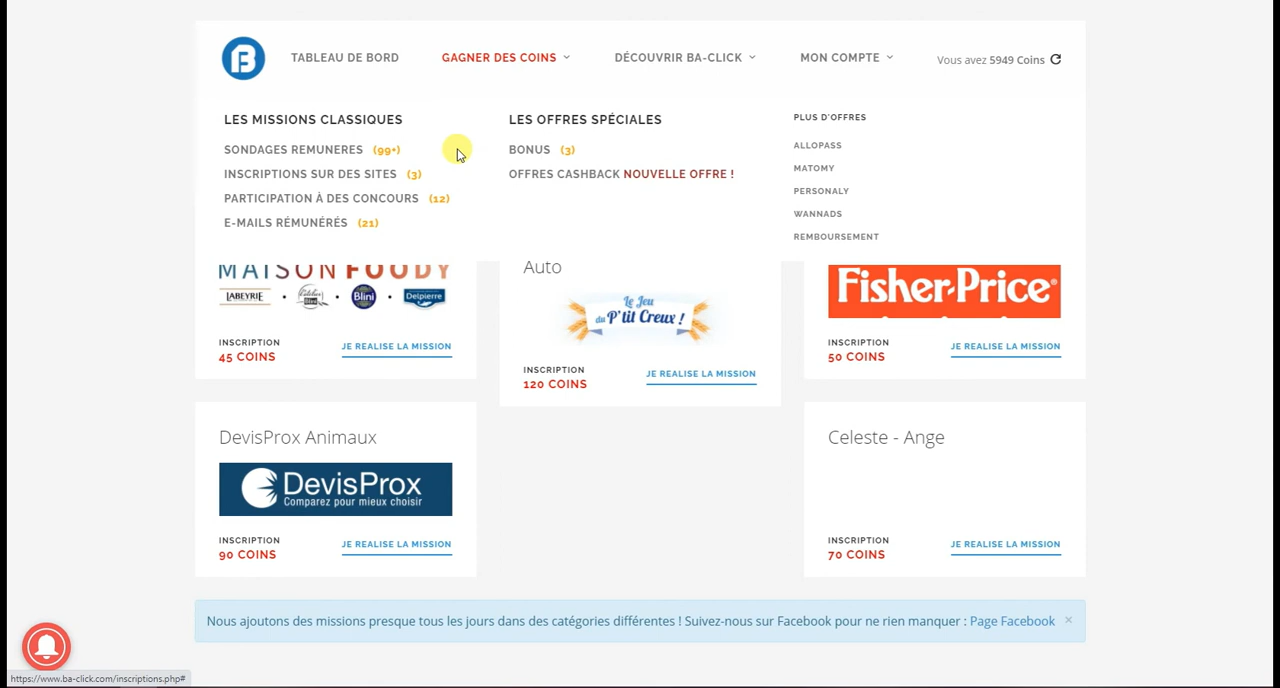 TABLEAU DE BORD
GAGNER DES COINS
DÉCOUVRIR BA-CLICK
MON COMPTE
Vous avez 5949 Coins
LES MISSIONS CLASSIQUES
SONDAGES REMUNERES (99+)
INSCRIPTIONS SUR DES SITES (3)
PARTICIPATION À DES CONCOURS (12)
E-MAILS RÉMUNÉRÉS (21)
LES OFFRES SPÉCIALES
BONUS (3)
OFFRES CASHBACK NOUVELLE OFFRE !
PLUS D'OFFRES
ALLOPASS
MATOMY
PERSONALY
WANNADS
REMBOURSEMENT
MAISON FOODY
LABEYRIE
Blini
Delpierre
INSCRIPTION
45 COINS
JE REALISE LA MISSION
Auto
Le Jeu
du P'tit Creux !
INSCRIPTION
120 COINS
JE REALISE LA MISSION
Fisher-Price®
INSCRIPTION
50 COINS
JE REALISE LA MISSION
DevisProx Animaux
DevisProx
Comparez pour mieux choisir
INSCRIPTION
90 COINS
JE REALISE LA MISSION
Celeste - Ange
INSCRIPTION
70 COINS
JE REALISE LA MISSION
Nous ajoutons des missions presque tous les jours dans des catégories différentes ! Suivez-nous sur Facebook pour ne rien manquer : Page Facebook ×
https://www.ba-click.com/inscriptions.php#